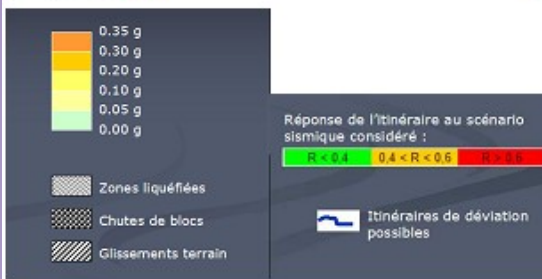 0.35 g
0.30 g
0.20 g
0.10 g
0.05 g
0.00 g
Zones liquéfiées
Chutes de blocs
Glissements terrain
Réponse de l'itinéraire au scénario
sismique considéré :
R < 0,4 0,4 < R < 0,6 R > 0,6
Itinéraires de déviation
possibles